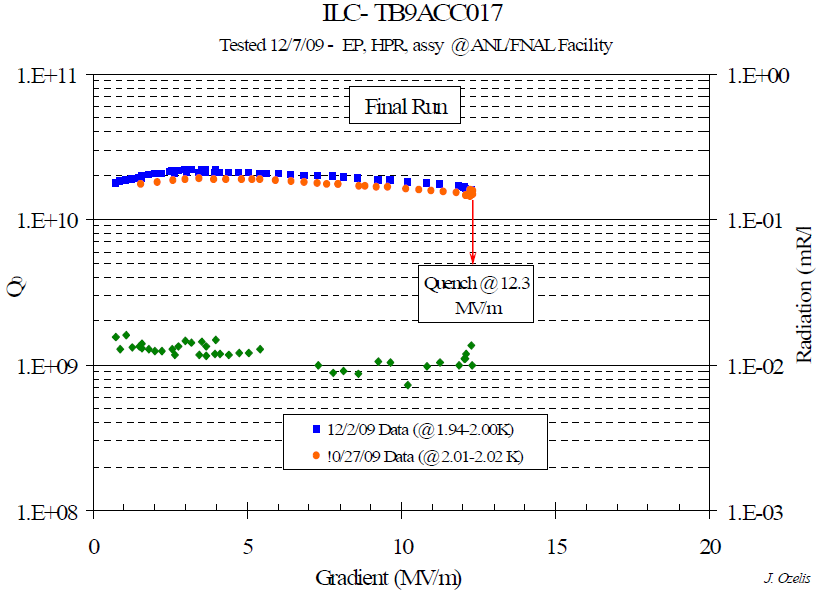 ILC- TB9ACC017
Tested 12/7/09 - EP, HPR, assy @ANL/FNAL Facility
1.E+11
1.E+00
Final Run
1.E+10
1.E-01
Q0
Radiation (mR/l
Quench @ 12.3
MV/m
1.E+09
1.E-02
12/2/09 Data (@ 1.94-2.00K)
!0/27/09 Data (@ 2.01-2.02 K)
1.E+08
1.E-03
0 5 10 15 20
Gradient (MV/m)
J. Ozelis